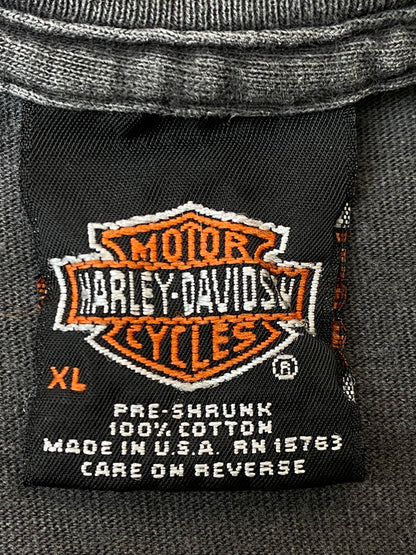 MOTOR
HARLEY-DAVIDSON
CYCLES
®
XL
PRE-SHRUNK
100% COTTON
MADE IN U.S.A. RN 15763
CARE ON REVERSE